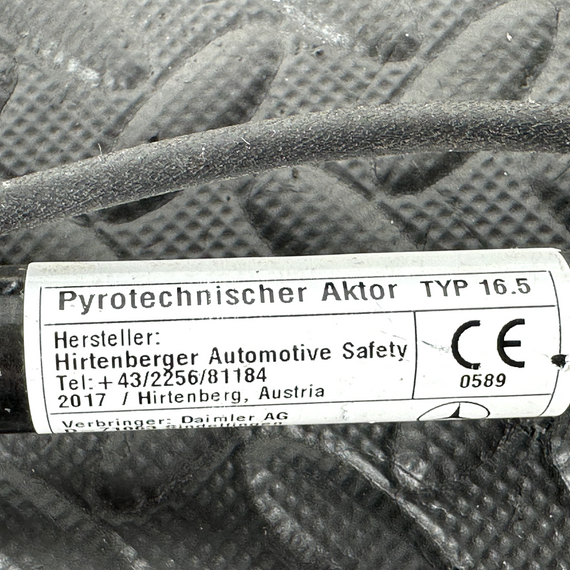 Pyrotechnischer Aktor TYP 16.5
Hersteller:
Hirtenberger Automotive Safety
Tel:+43/2256/81184
2017 / Hirtenberg, Austria
CE
0589
Verbringer: Daimler AG